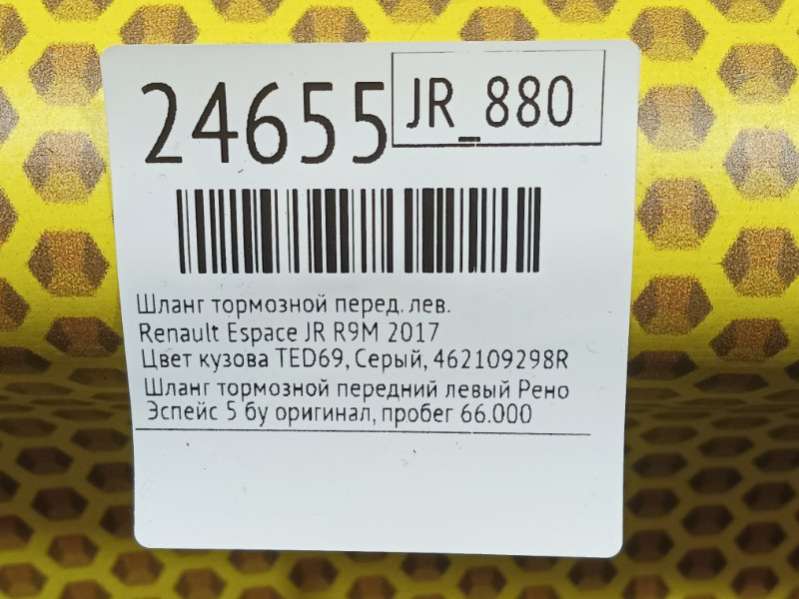 24655
JR_880
Шланг тормозной перед. лев.
Renault Espace JR R9M 2017
Цвет кузова TED69, Серый, 462109298R
Шланг тормозной передний левый Рено
Эспейс 5 бу оригинал, пробег 66.000